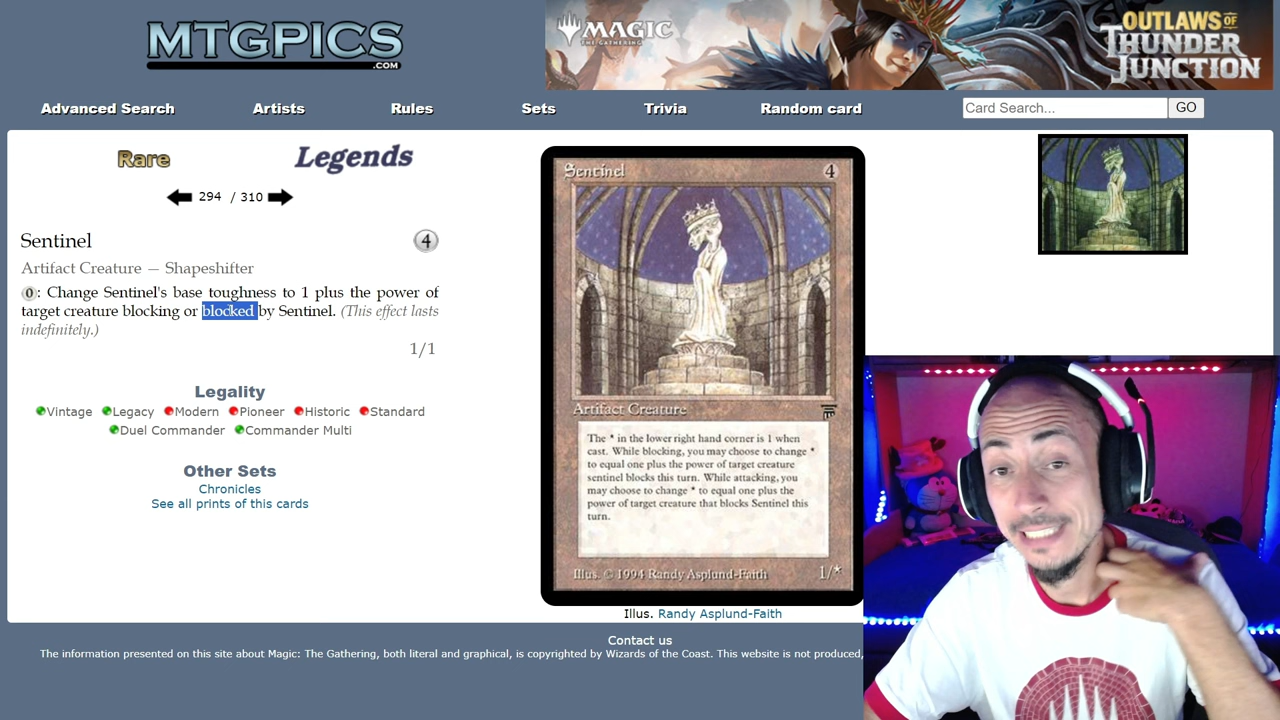 MTGPICS
.COM
MAGIC
THE GATHERING
OUTLAWS OF
THUNDER
JUNCTION
Advanced Search
Artists
Rules
Sets
Trivia
Random card
Card Search...
GO
Rare
Legends
294 / 310
Sentinel
4
Artifact Creature — Shapeshifter
0: Change Sentinel's base toughness to 1 plus the power of
target creature blocking or blocked by Sentinel. (This effect lasts
indefinitely.)
1/1
Legality
Vintage Legacy Modern Pioneer Historic Standard
Duel Commander Commander Multi
Other Sets
Chronicles
See all prints of this cards
Sentinel 4
Artifact Creature
The * in the lower right hand corner is 1 when
cast. While blocking, you may choose to change *
to equal one plus the power of target creature
sentinel blocks this turn. While attacking, you
may choose to change * to equal one plus the
power of target creature that blocks Sentinel this
turn.
Illus. © 1994 Randy Asplund-Faith 1/*
Illus. Randy Asplund-Faith
Contact us
The information presented on this site about Magic: The Gathering, both literal and graphical, is copyrighted by Wizards of the Coast. This website is not produced,